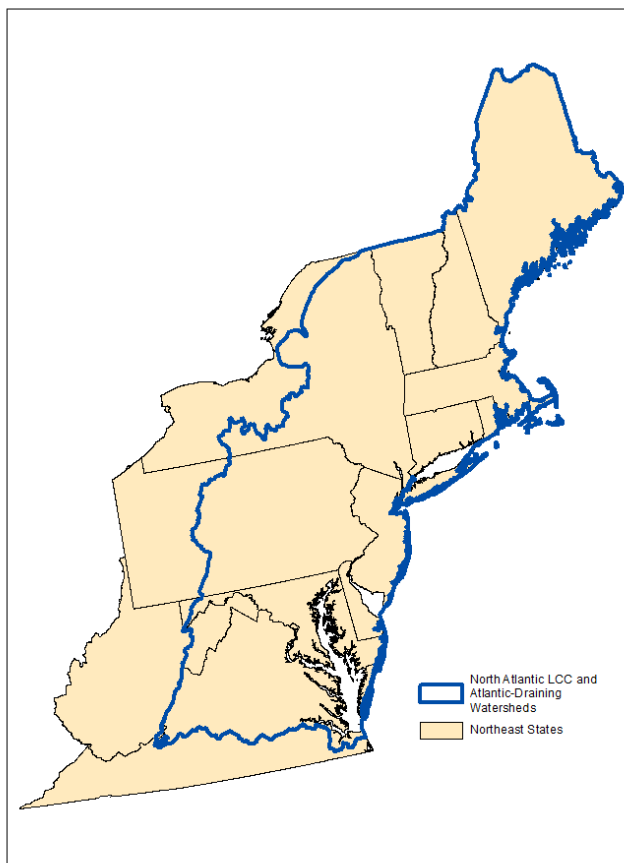 North Atlantic LCC and
Atlantic-Draining
Watersheds
Northeast States